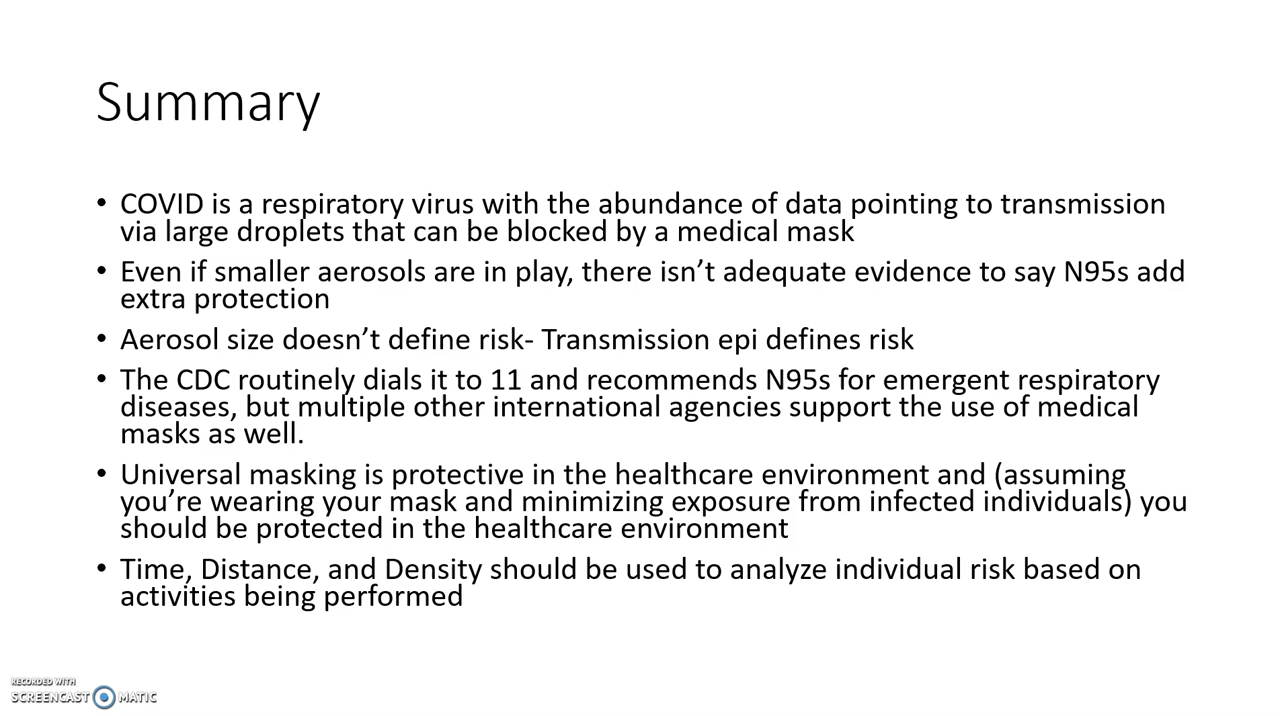 Summary
• COVID is a respiratory virus with the abundance of data pointing to transmission
via large droplets that can be blocked by a medical mask
• Even if smaller aerosols are in play, there isn’t adequate evidence to say N95s add
extra protection
• Aerosol size doesn’t define risk- Transmission epi defines risk
• The CDC routinely dials it to 11 and recommends N95s for emergent respiratory
diseases, but multiple other international agencies support the use of medical
masks as well.
• Universal masking is protective in the healthcare environment and (assuming
you’re wearing your mask and minimizing exposure from infected individuals) you
should be protected in the healthcare environment
• Time, Distance, and Density should be used to analyze individual risk based on
activities being performed
RECORDED WITH
SCREENCAST MATIC